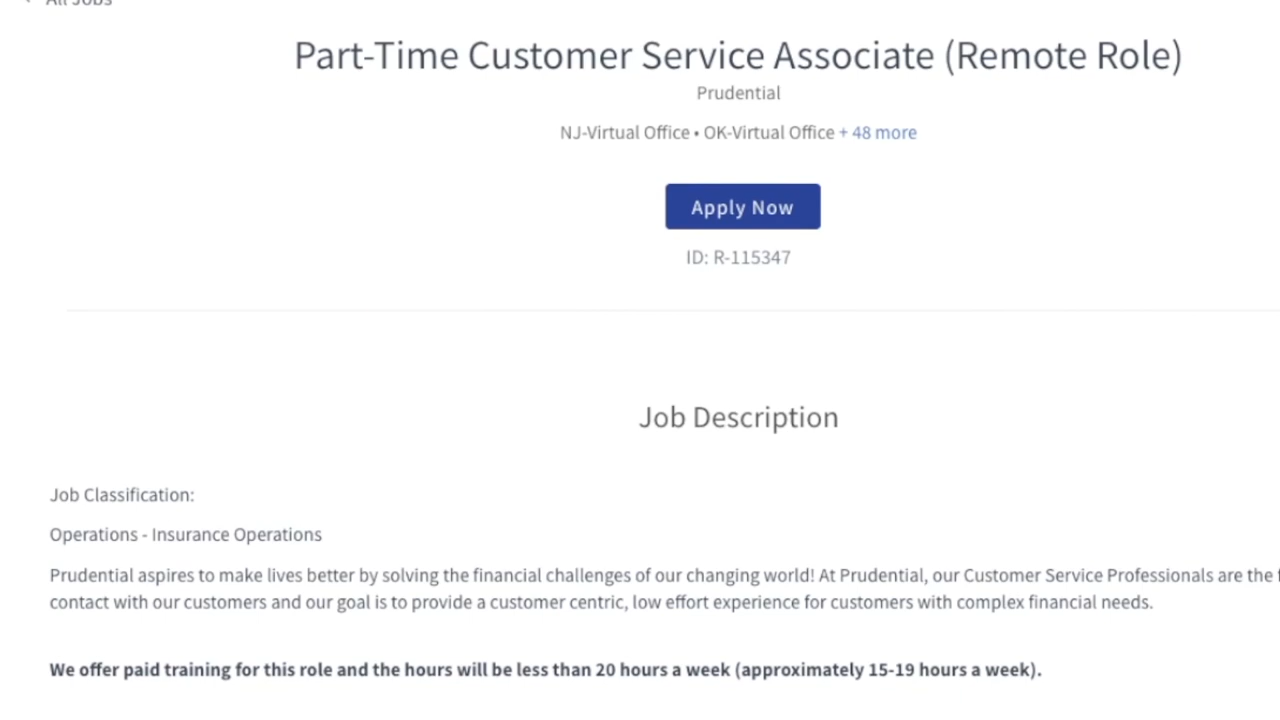 All Jobs
Part-Time Customer Service Associate (Remote Role)
Prudential
NJ-Virtual Office • OK-Virtual Office + 48 more
Apply Now
ID: R-115347
Job Description
Job Classification:
Operations - Insurance Operations
Prudential aspires to make lives better by solving the financial challenges of our changing world! At Prudential, our Customer Service Professionals are the
contact with our customers and our goal is to provide a customer centric, low effort experience for customers with complex financial needs.
We offer paid training for this role and the hours will be less than 20 hours a week (approximately 15-19 hours a week).